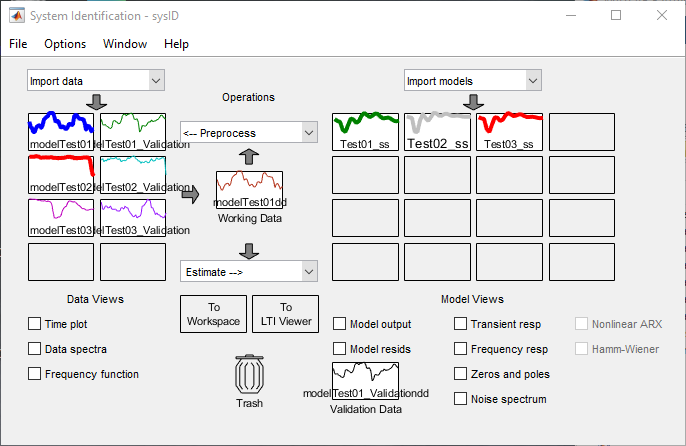 System Identification - sysID
File Options Window Help
Import data
Import models
Operations
<-- Preprocess
modelTest01
delTest01_Validation
Test01_ss
Test02_ss
Test03_ss
modelTest02
delTest02_Validation
modelTest01dd
Working Data
modelTest03
delTest03_Validation
Estimate -->
Data Views
Model Views
To
Workspace
To
LTI Viewer
Time plot
Data spectra
Frequency function
Model output
Model resids
Transient resp
Frequency resp
Zeros and poles
Noise spectrum
Nonlinear ARX
Hamm-Wiener
Trash
modelTest01_Validationdd
Validation Data